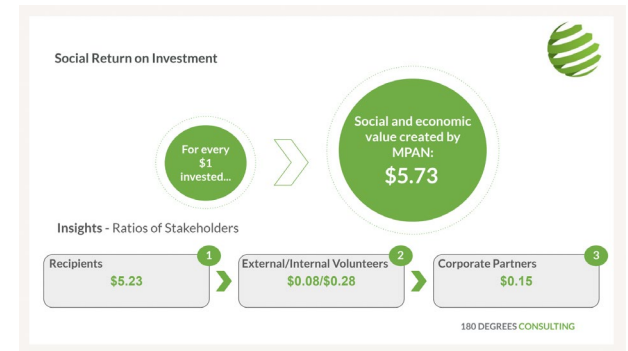 Social Return on Investment
For every
$1
invested...
Social and economic
value created by
MPAN:
$5.73
Insights - Ratios of Stakeholders
1
Recipients
$5.23
2
External/Internal Volunteers
$0.08/$0.28
3
Corporate Partners
$0.15
180 DEGREES CONSULTING